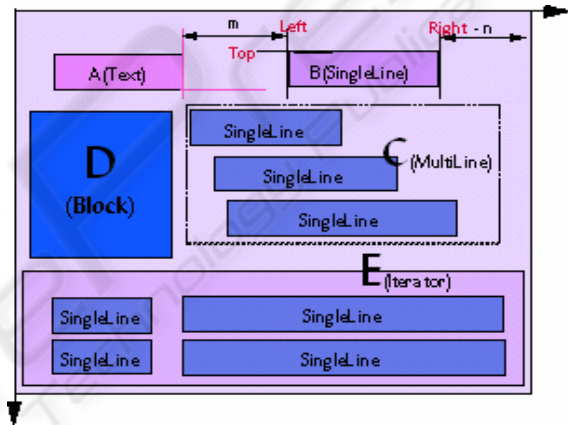 m Left Right - n
Top
A(Text) B(SingleLine)
SingleLine
D C (MultiLine)
SingleLine
(Block)
SingleLine
E(Iterator)
SingleLine SingleLine
SingleLine SingleLine